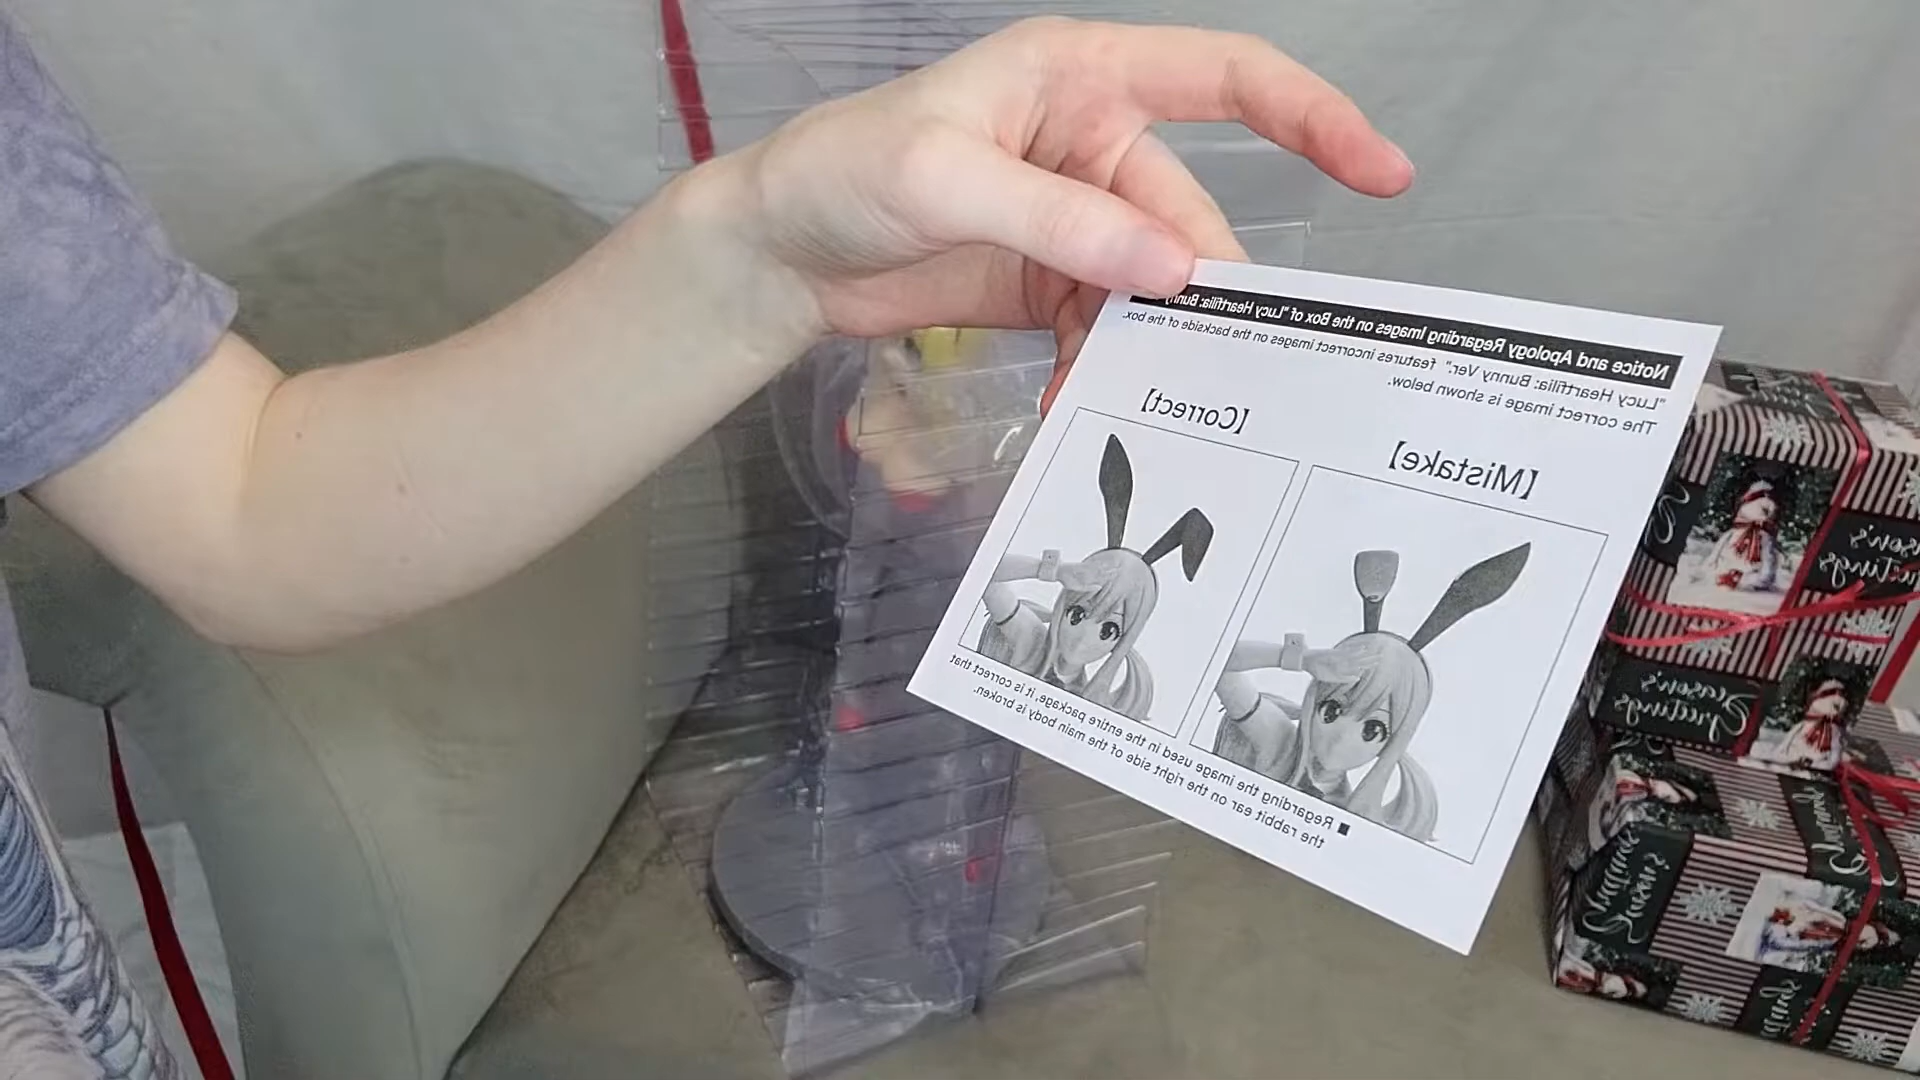 Notice and Apology Regarding Images on the Box of "Lucy Heartfilia: Bunny
"Lucy Heartfilia: Bunny Ver." features incorrect images on the backside of the box.
The correct image is shown below.
【Mistake】
【Correct】
■ Regarding the image used in the entire package, it is correct that
the rabbit ear on the right side of the main body is broken.
Season's
Greetings